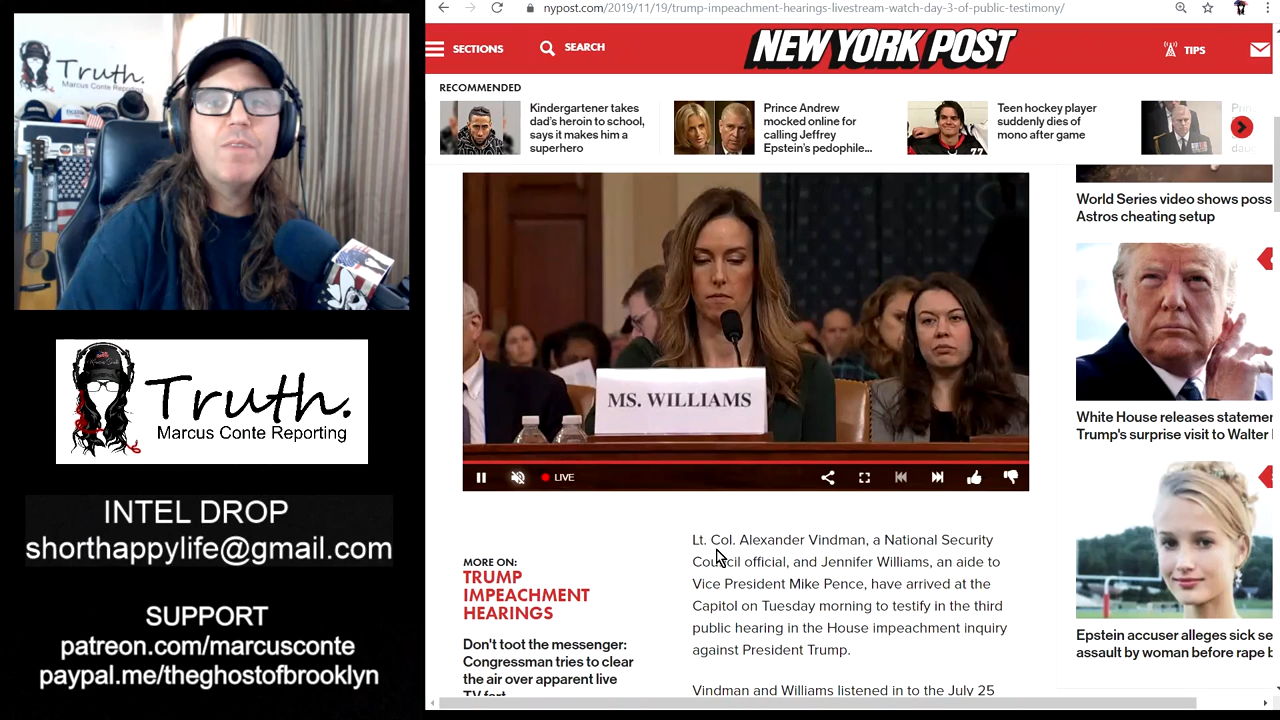 Truth.
Marcus Conte Reporting
Truth.
Marcus Conte Reporting
INTEL DROP
shorthappylife@gmail.com
SUPPORT
patreon.com/marcusconte
paypal.me/theghostofbrooklyn
nypost.com/2019/11/19/trump-impeachment-hearings-livestream-watch-day-3-of-public-testimony/
SECTIONS
SEARCH
NEW YORK POST
TIPS
RECOMMENDED
Kindergartener takes
dad's heroin to school,
says it makes him a
superhero
Prince Andrew
mocked online for
calling Jeffrey
Epstein's pedophile...
Teen hockey player
suddenly dies of
mono after game
MS. WILLIAMS
LIVE
MORE ON:
TRUMP
IMPEACHMENT
HEARINGS
Don't toot the messenger:
Congressman tries to clear
the air over apparent live
TV fart
Lt. Col. Alexander Vindman, a National Security
Council official, and Jennifer Williams, an aide to
Vice President Mike Pence, have arrived at the
Capitol on Tuesday morning to testify in the third
public hearing in the House impeachment inquiry
against President Trump.
Vindman and Williams listened in to the July 25
World Series video shows poss
Astros cheating setup
White House releases statemen
Trump's surprise visit to Walter
Epstein accuser alleges sick se
assault by woman before rape b